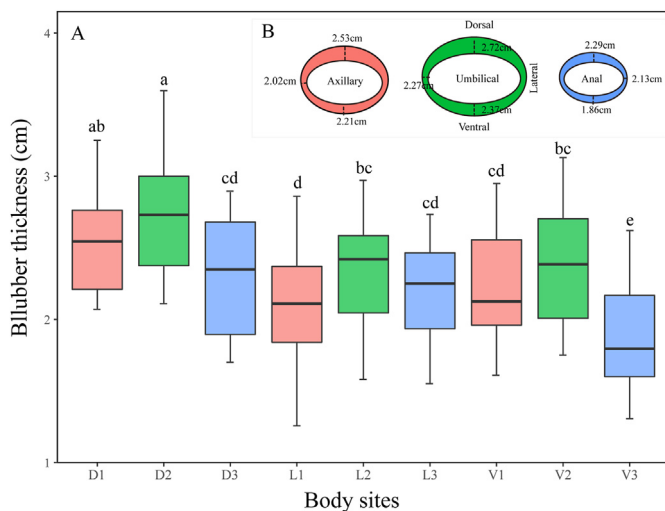 A
B
Dorsal
2.53cm
2.72cm
2.29cm
2.02cm
Axillary
2.27cm
Umbilical
Lateral
Anal
2.13cm
2.21cm
2.37cm
1.86cm
Ventral
Bllubber thickness (cm)
4
3
2
1
ab
a
cd
d
bc
cd
cd
bc
e
D1 D2 D3 L1 L2 L3 V1 V2 V3
Body sites